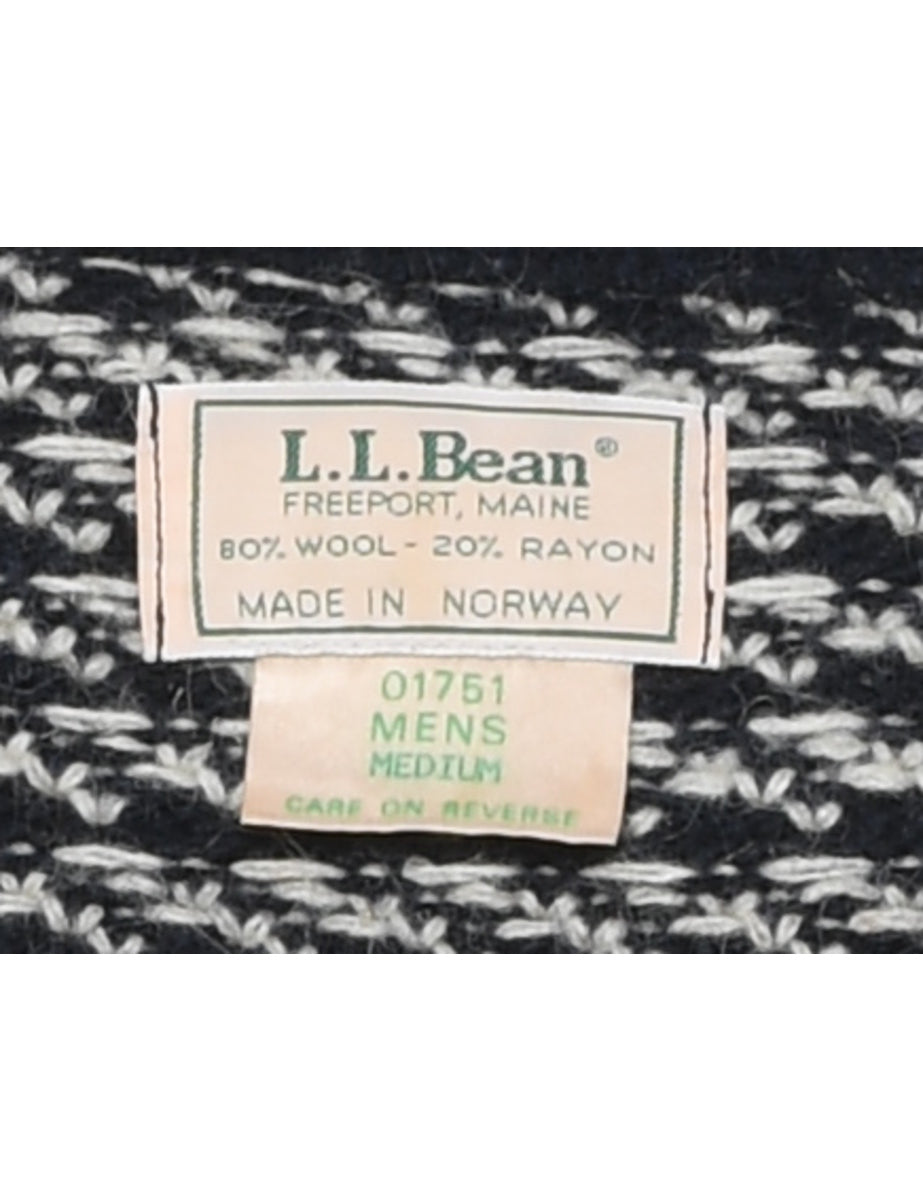 L.L.Bean®
FREEPORT, MAINE
80% WOOL - 20% RAYON
MADE IN NORWAY
01751
MENS
MEDIUM
CARE ON REVERSE